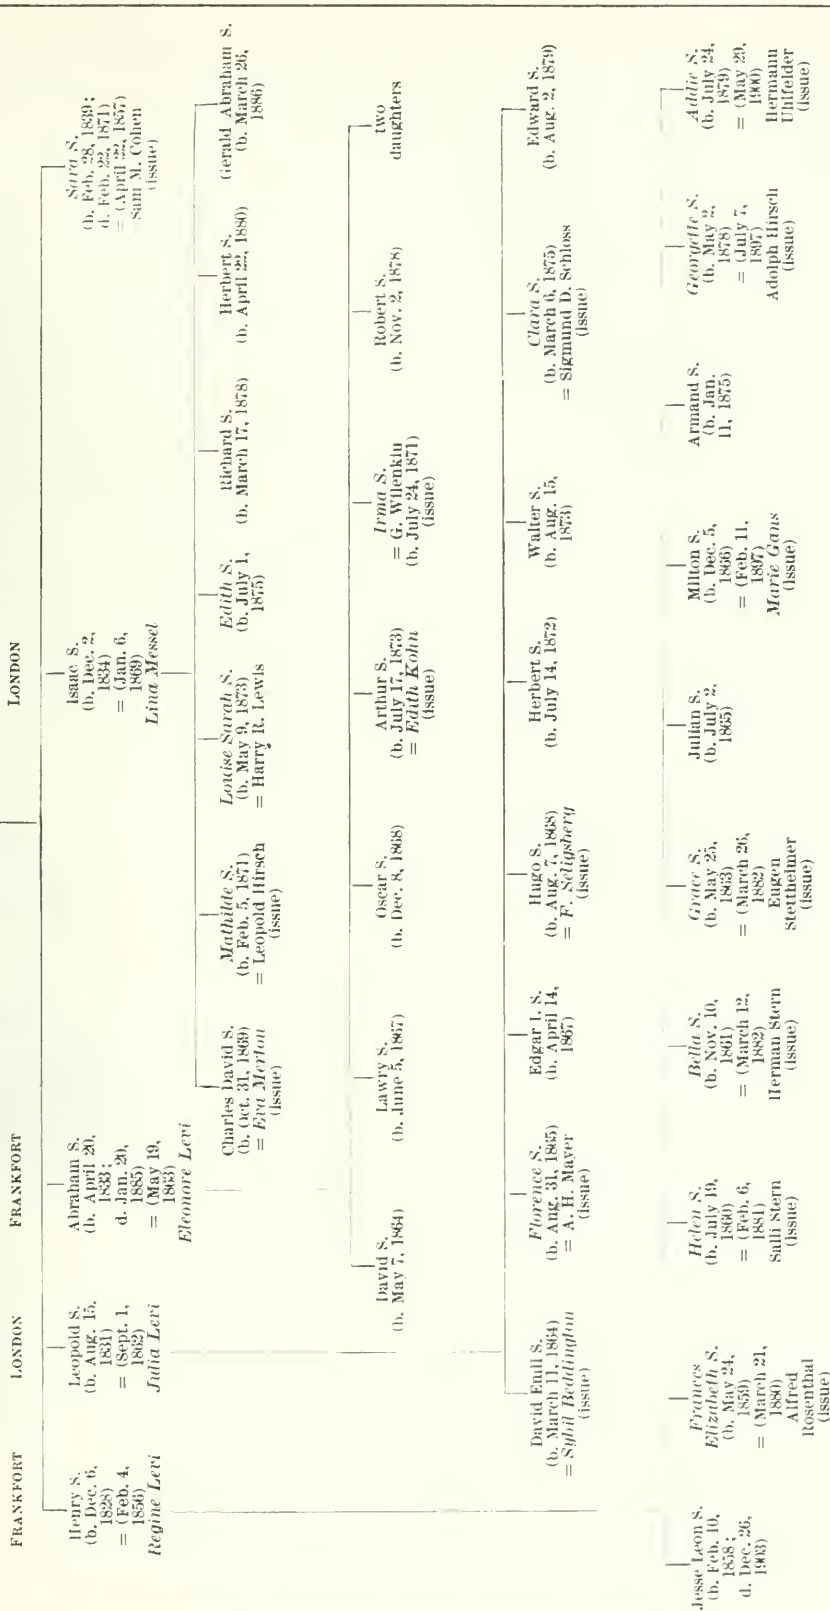 FRANKFORT
LONDON
FRANKFORT
LONDON
Henry S.
(b. Dec. 6,
1828)
= (Feb. 4,
1856)
Regine Levi
Leopold S.
(b. Aug. 15,
1831)
= (Sept. 1,
1862)
Julia Levi
Abraham S.
(b. April 20,
1833;
d. Jan. 20,
1885)
= (May 19,
1863)
Eleonore Levi
Isaac S.
(b. Dec. 2,
1834)
= (Jan. 6,
1869)
Lina Messel
Sara S.
(b. Feb. 28, 1839;
d. Feb. 22, 1871)
= (April 22, 1857)
Sam M. Cohen
(issue)
Charles David S.
(b. Oct. 31, 1869)
= Eva Merton
(issue)
Mathilde S.
(b. Feb. 5, 1871)
= Leopold Hirsch
(issue)
Louise Sarah S.
(b. May 9, 1873)
= Harry R. Lewis
Edith S.
(b. July 1,
1875)
Richard S.
(b. March 17, 1878)
Herbert S.
(b. April 22, 1880)
Gerald Abraham S.
(b. March 26,
1886)
David S.
(b. May 7, 1864)
Lawry S.
(b. June 5, 1867)
Oscar S.
(b. Dec. 8, 1868)
Arthur S.
(b. July 17, 1873)
= Edith Kohn
(issue)
Irma S.
= G. Wilenkin
(b. July 24, 1871)
(issue)
Robert S.
(b. Nov. 2, 1878)
two
daughters
David Emil S.
(b. March 11, 1864)
= Sybil Beddington
(issue)
Florence S.
(b. Aug. 31, 1865)
= A. H. Mayer
(issue)
Edgar I. S.
(b. April 14,
1867)
Hugo S.
(b. Aug. 7, 1868)
= F. Seligsberg
(issue)
Herbert S.
(b. July 14, 1872)
Walter S.
(b. Aug. 15,
1873)
Clara S.
(b. March 6, 1875)
= Sigmund D. Schloss
(issue)
Edward S.
(b. Aug. 2, 1879)
Jesse Leon S.
(b. Feb. 10,
1858;
d. Dec. 26,
1903)
Frances
Elizabeth S.
(b. May 24,
1859)
= (March 21,
1880)
Alfred
Rosenthal
(issue)
Helen S.
(b. July 19,
1860)
= (Feb. 6,
1881)
Salli Stern
(issue)
Bella S.
(b. Nov. 10,
1861)
= (March 12,
1882)
Herman Stern
(issue)
Grace S.
(b. May 25,
1863)
= (March 26,
1882)
Eugen
Stettheimer
(issue)
Julian S.
(b. July 2,
1865)
Milton S.
(b. Dec. 5,
1866)
= (Feb. 11,
1897)
Marie Gans
(issue)
Armand S.
(b. Jan.
11, 1875)
Georgette S.
(b. May 2,
1878)
= (July 7,
1897)
Adolph Hirsch
(issue)
Addie S.
(b. July 24,
1879)
= (May 29,
1900)
Hermann
Uhlfelder
(issue)